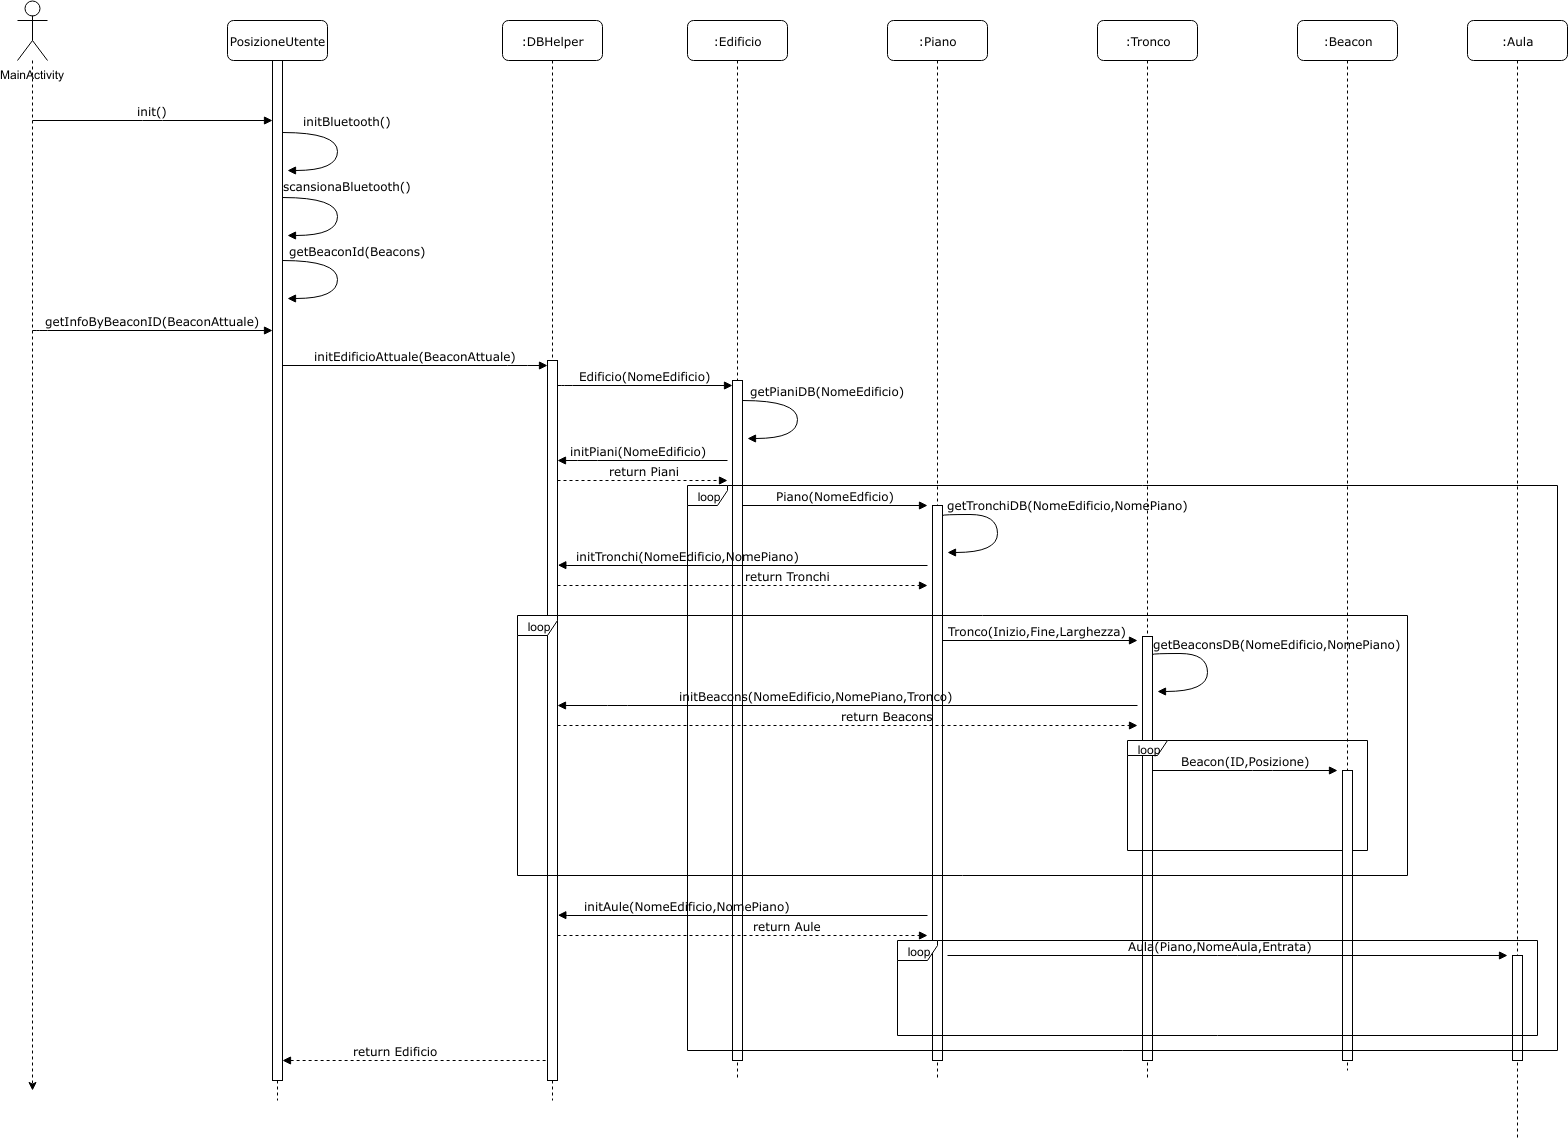 MainActivity
PosizioneUtente
:DBHelper
:Edificio
:Piano
:Tronco
:Beacon
:Aula
init()
initBluetooth()
scansionaBluetooth()
getBeaconId(Beacons)
getInfoByBeaconID(BeaconAttuale)
initEdificioAttuale(BeaconAttuale)
Edificio(NomeEdificio)
getPianiDB(NomeEdificio)
initPiani(NomeEdificio)
return Piani
loop
Piano(NomeEdficio)
getTronchiDB(NomeEdificio,NomePiano)
initTronchi(NomeEdificio,NomePiano)
return Tronchi
loop
Tronco(Inizio,Fine,Larghezza)
getBeaconsDB(NomeEdificio,NomePiano)
initBeacons(NomeEdificio,NomePiano,Tronco)
return Beacons
loop
Beacon(ID,Posizione)
initAule(NomeEdificio,NomePiano)
return Aule
loop
Aula(Piano,NomeAula,Entrata)
return Edificio